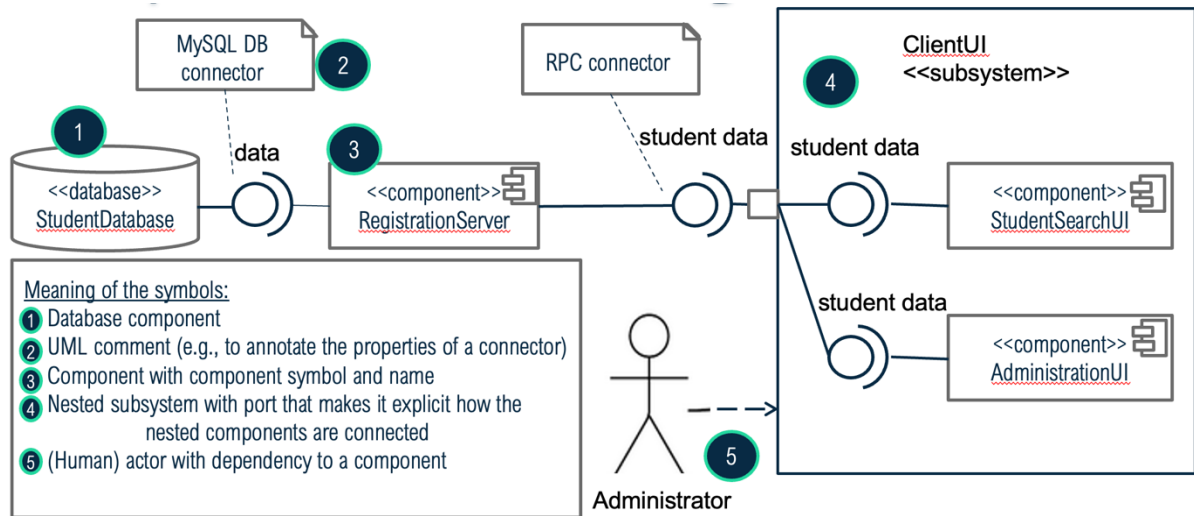 MySQL DB
connector
2
RPC connector
ClientUI
<<subsystem>>
4
1
data
3
student data
student data
<<database>>
StudentDatabase
<<component>>
RegistrationServer
<<component>>
StudentSearchUI
Meaning of the symbols:
1 Database component
2 UML comment (e.g., to annotate the properties of a connector)
3 Component with component symbol and name
4 Nested subsystem with port that makes it explicit how the
nested components are connected
5 (Human) actor with dependency to a component
student data
<<component>>
AdministrationUI
5
Administrator